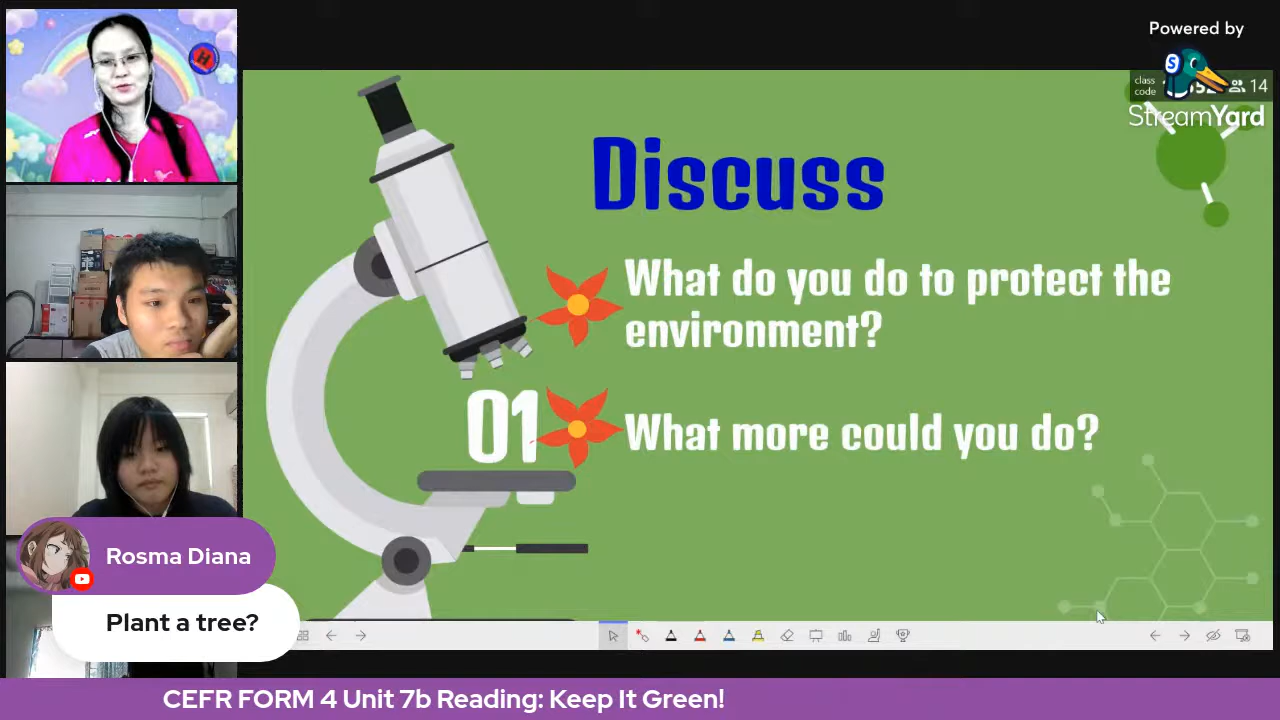 Powered by
StreamYard
class
code
14
H
S
Discuss
What do you do to protect the
environment?
01
What more could you do?
Rosma Diana
Plant a tree?
CEFR FORM 4 Unit 7b Reading: Keep It Green!